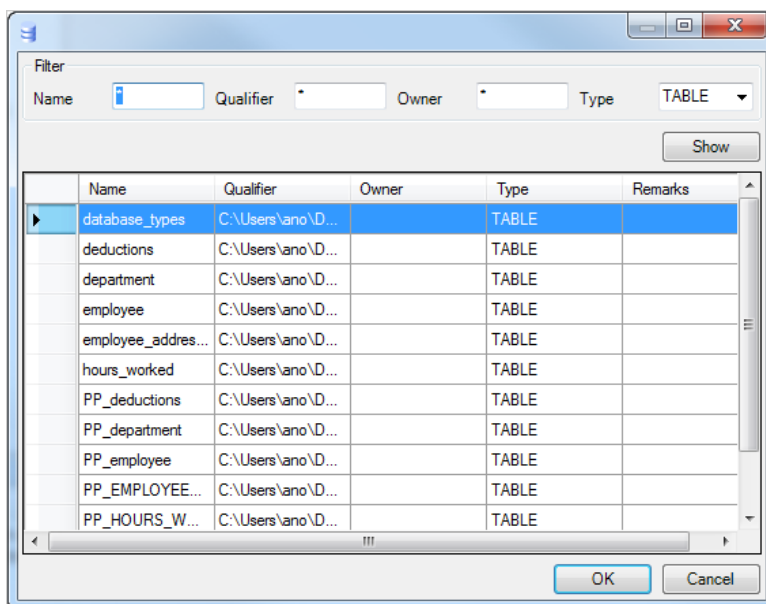 Filter
Name * Qualifier * Owner * Type TABLE
Show
Name Qualifier Owner Type Remarks
database_types C:\Users\ano\D... TABLE
deductions C:\Users\ano\D... TABLE
department C:\Users\ano\D... TABLE
employee C:\Users\ano\D... TABLE
employee_addres... C:\Users\ano\D... TABLE
hours_worked C:\Users\ano\D... TABLE
PP_deductions C:\Users\ano\D... TABLE
PP_department C:\Users\ano\D... TABLE
PP_employee C:\Users\ano\D... TABLE
PP_EMPLOYEE... C:\Users\ano\D... TABLE
PP_HOURS_W... C:\Users\ano\D... TABLE
OK Cancel